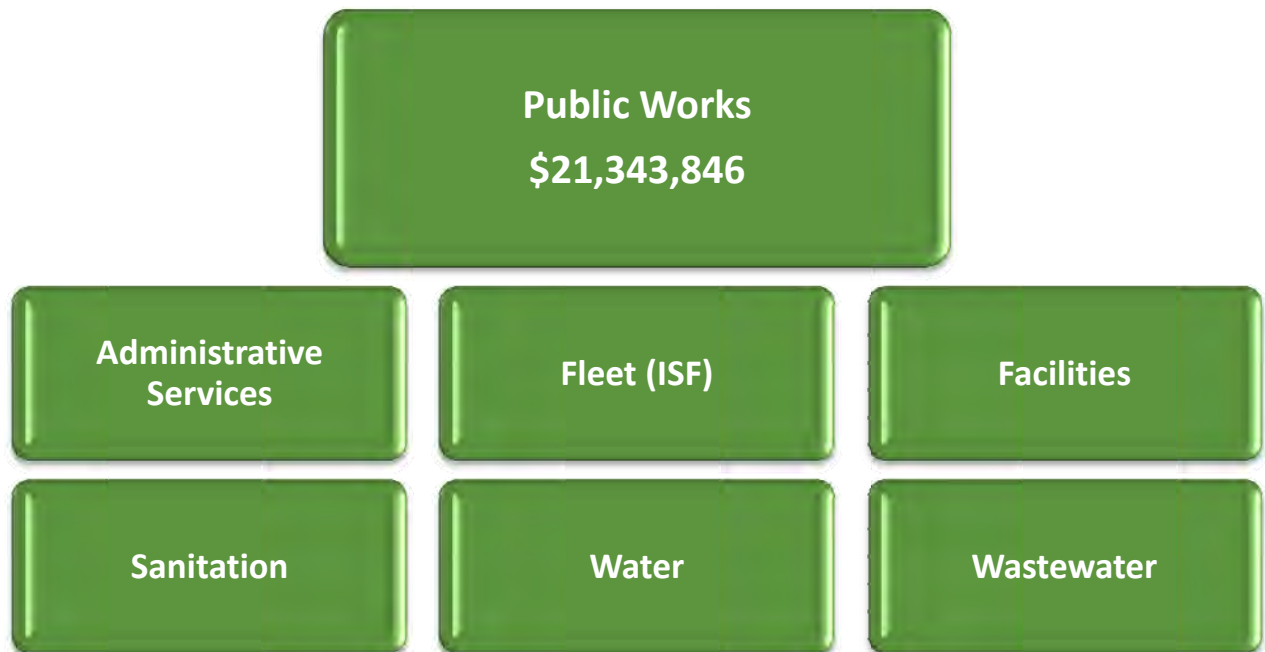 Public Works
$21,343,846
Administrative
Services
Fleet (ISF)
Facilities
Sanitation
Water
Wastewater